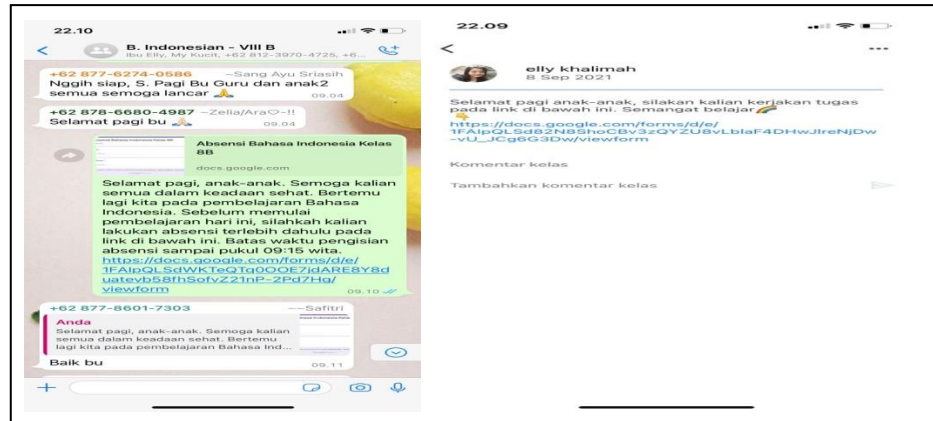 22.10
B. Indonesian - VIII B
Ibu Elly, My Kucit, +62 812-3970-4725, +6...
+62 877-6274-0586 ~Sang Ayu Sriasih
Nggih siap, S. Pagi Bu Guru dan anak2
semua semoga lancar 🙏
09.04
+62 878-6680-4987 ~Zelia/Ara♡-!!
Selamat pagi bu 🙏
09.04
Absensi Bahasa Indonesia Kelas
8B
docs.google.com
Selamat pagi, anak-anak. Semoga kalian
semua dalam keadaan sehat. Bertemu
lagi kita pada pembelajaran Bahasa
Indonesia. Sebelum memulai
pembelajaran hari ini, silahkah kalian
lakukan absensi terlebih dahulu pada
link di bawah ini. Batas waktu pengisian
absensi sampai pukul 09:15 wita.
https://docs.google.com/forms/d/e/
1FAIpQLSdWKTeQTq0OOE7jdARE8Y8d
uatevb58fhSofvZ21nP-2Pd7Hg/
viewform
09.10
+62 877-8601-7303 ~~Safitri
Anda
Selamat pagi, anak-anak. Semoga kalian
semua dalam keadaan sehat. Bertemu
lagi kita pada pembelajaran Bahasa Ind...
Baik bu
09.11
22.09
elly khalimah
8 Sep 2021
Selamat pagi anak-anak, silakan kalian kerjakan tugas
pada link di bawah ini. Semangat belajar🌈
👇
https://docs.google.com/forms/d/e/
1FAIpQLSd82N8ShoCBv3zQYZU8vLblaF4DHwJlreNjDw
-vU_JCg6G3Dw/viewform
Komentar kelas
Tambahkan komentar kelas